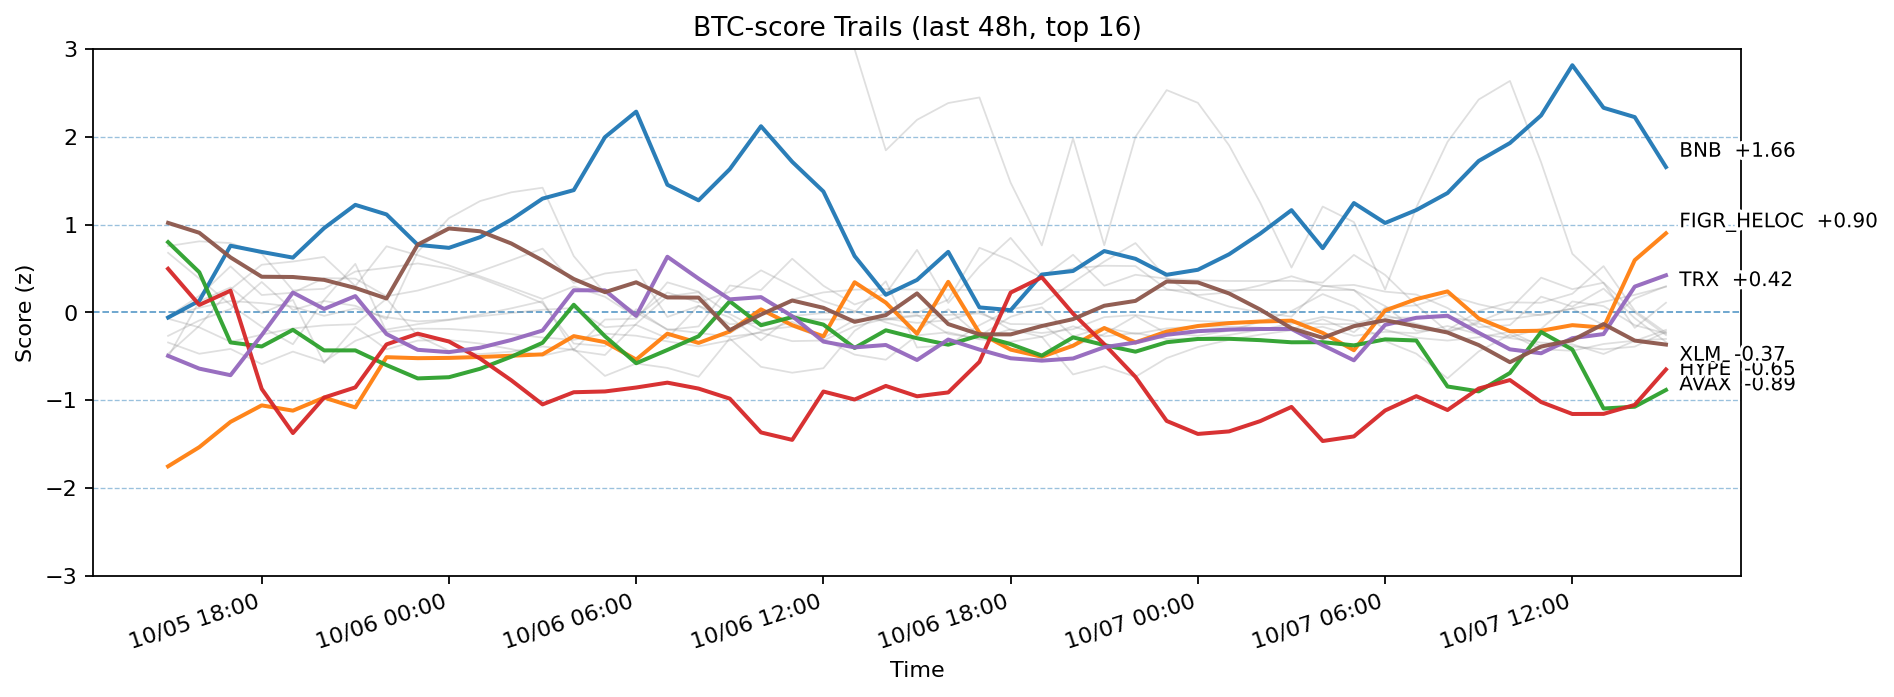 BTC-score Trails (last 48h, top 16)
Score (z)
3
2
1
0
−1
−2
−3
BNB +1.66
FIGR_HELOC +0.90
TRX +0.42
XLM -0.37
HYPE -0.65
AVAX -0.89
10/05 18:00
10/06 00:00
10/06 06:00
10/06 12:00
10/06 18:00
10/07 00:00
10/07 06:00
10/07 12:00
Time